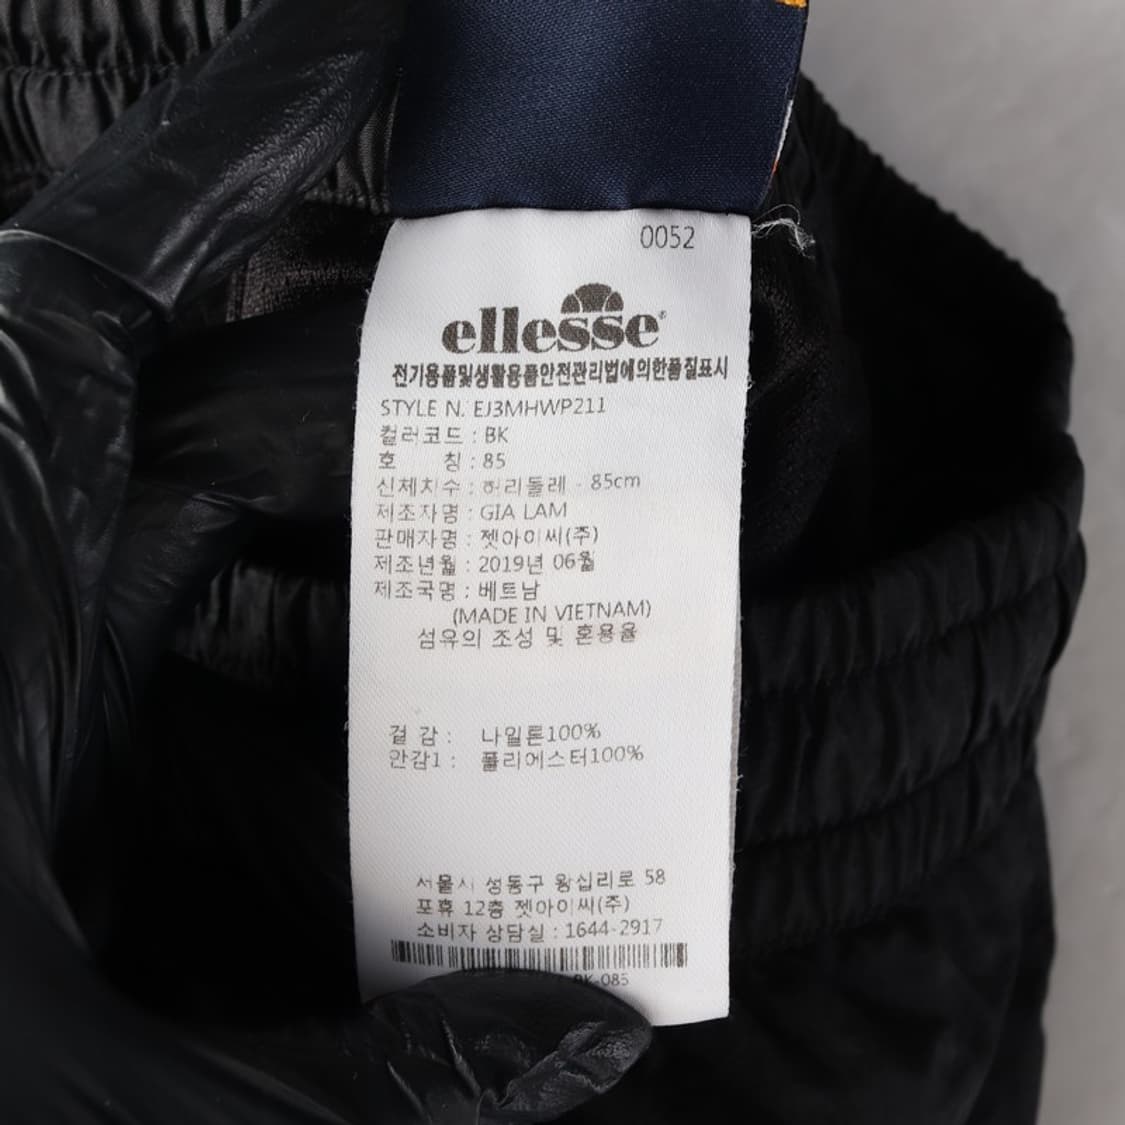 0052
ellesse®
전기용품및생활용품안전관리법에의한품질표시
STYLE N. EJ3MHWP211
컬러코드 : BK
호 칭 : 85
신체치수 : 허리둘레 - 85cm
제조자명 : GIA LAM
판매자명 : 젯아이씨(주)
제조년월 : 2019년 06월
제조국명 : 베트남
(MADE IN VIETNAM)
섬유의 조성 및 혼용율
겉 감 : 나일론100%
안감1 : 폴리에스터100%
서울시 성동구 왕십리로 58
포휴 12층 젯아이씨(주)
소비자 상담실 : 1644-2917
BK-085